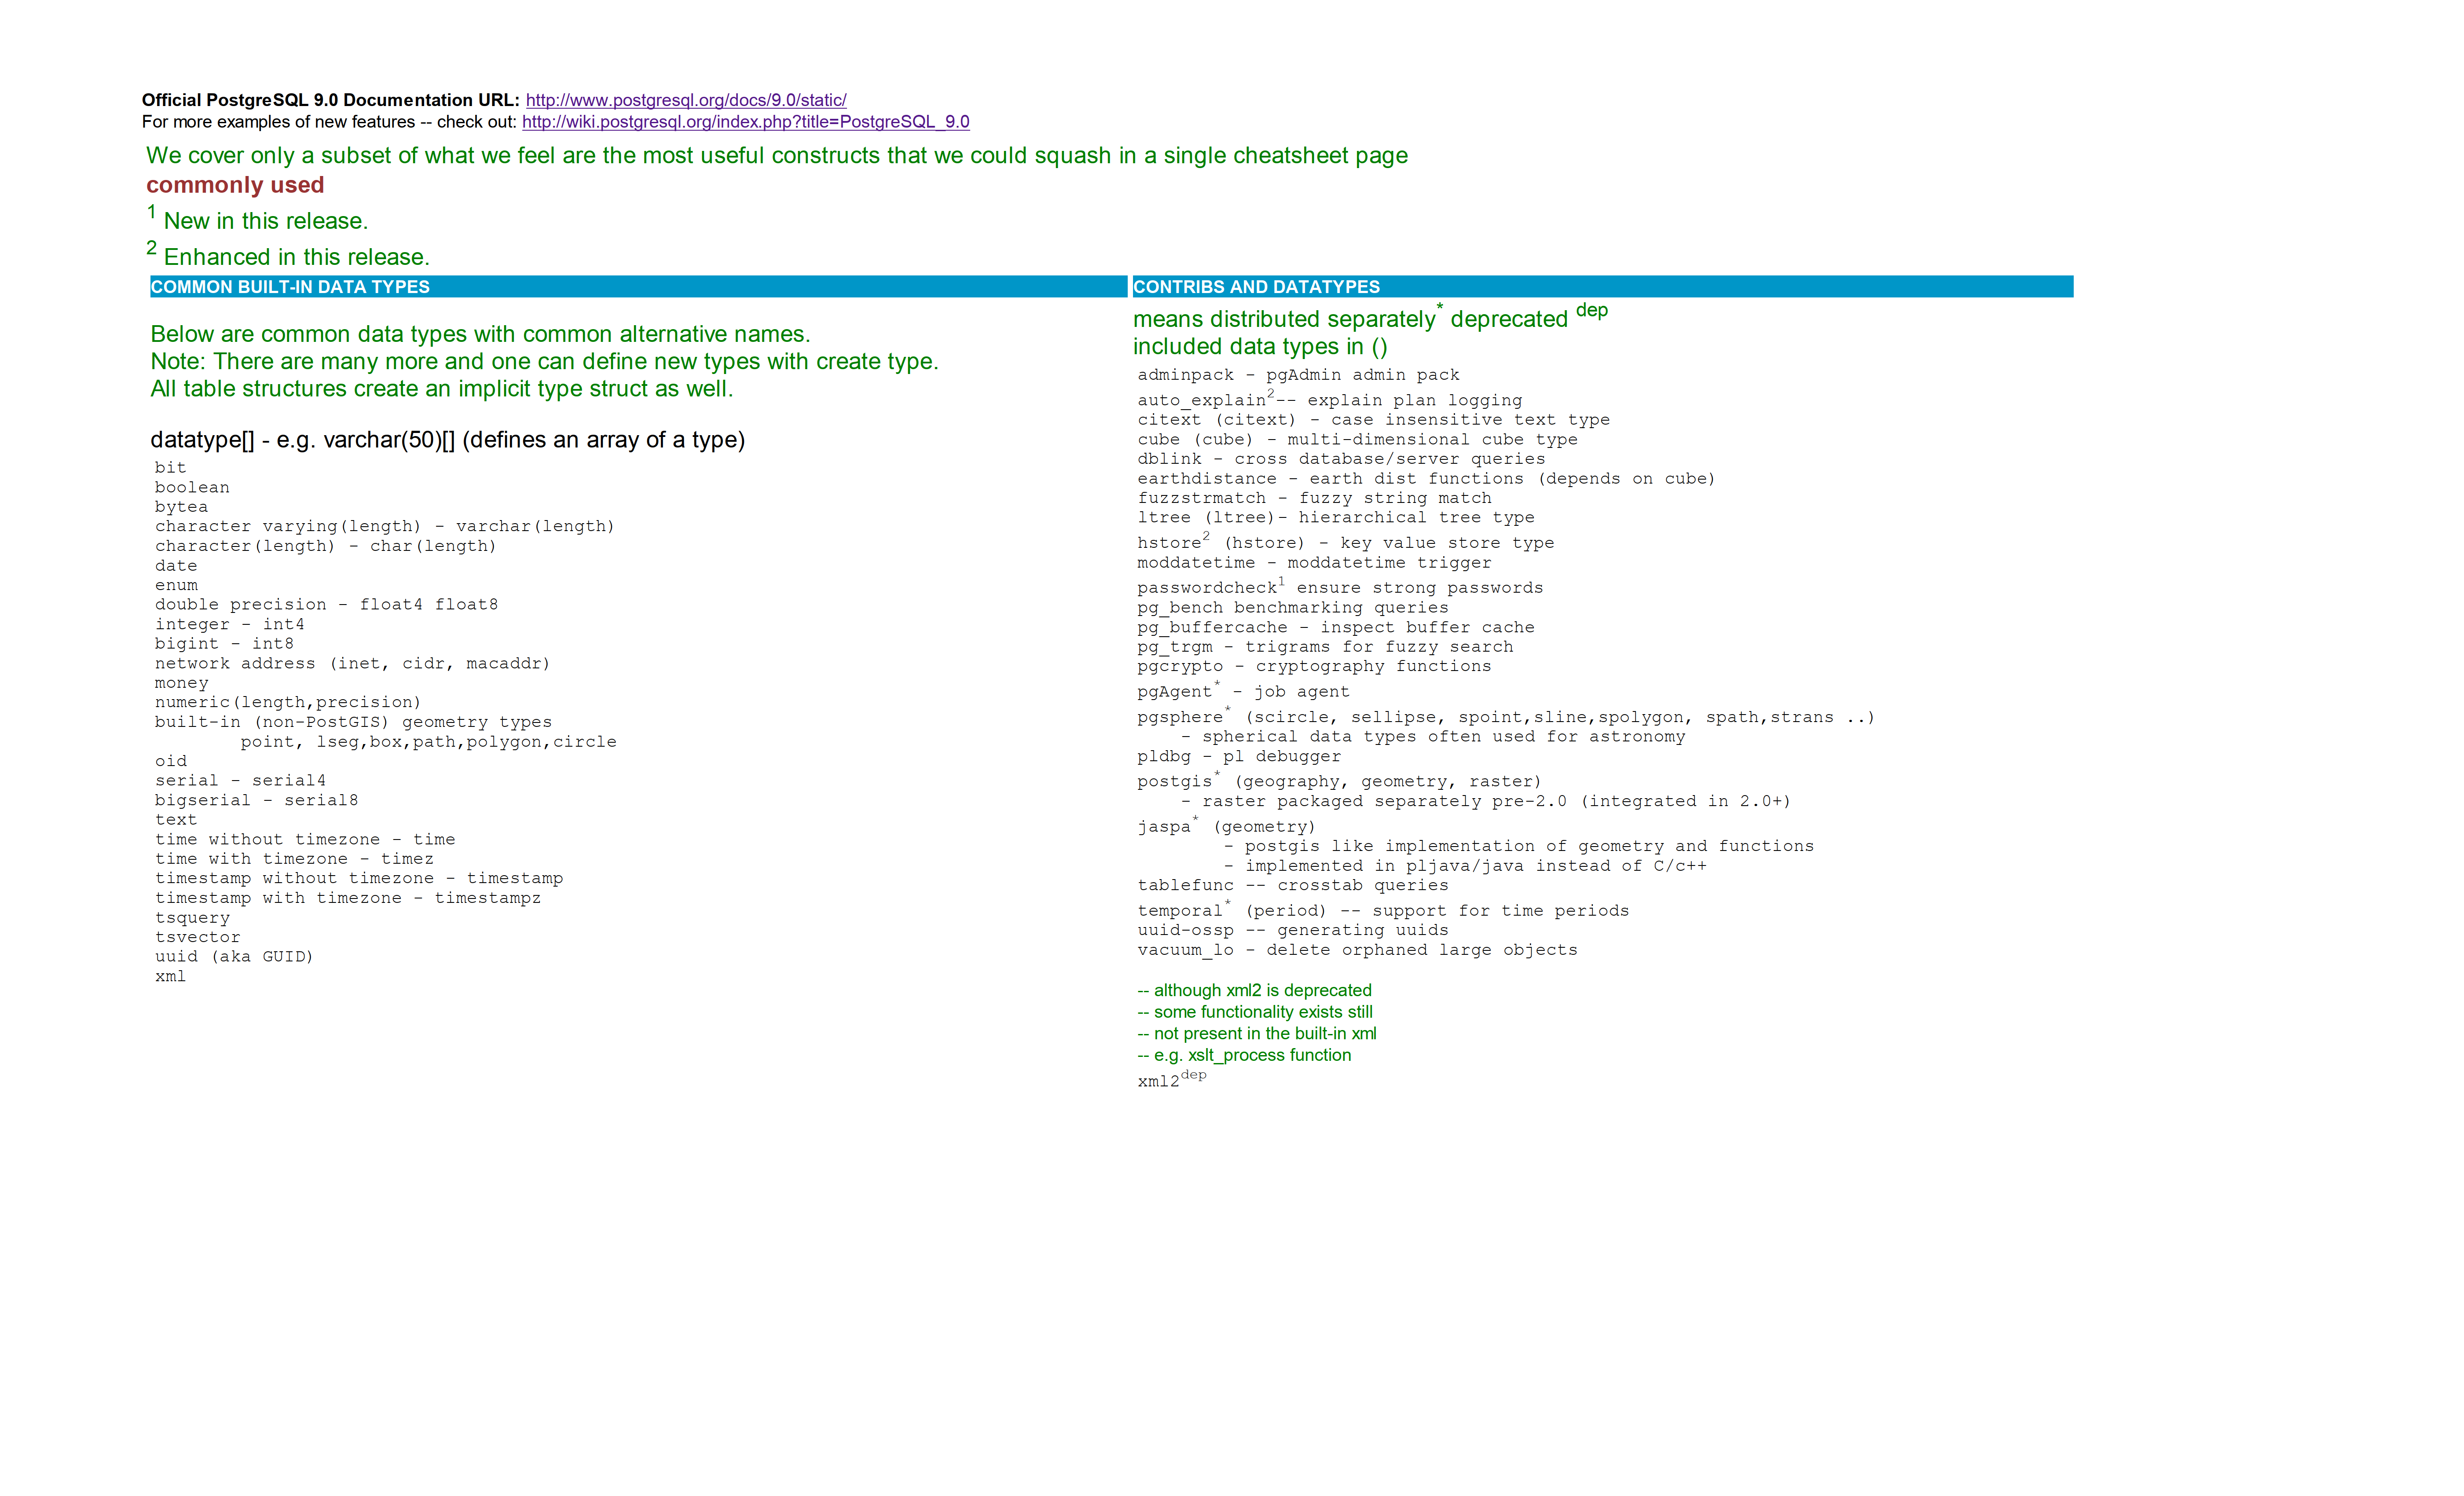 Official PostgreSQL 9.0 Documentation URL: http://www.postgresql.org/docs/9.0/static/
For more examples of new features -- check out: http://wiki.postgresql.org/index.php?title=PostgreSQL_9.0
We cover only a subset of what we feel are the most useful constructs that we could squash in a single cheatsheet page
commonly used
1 New in this release.
2 Enhanced in this release.
COMMON BUILT-IN DATA TYPES
Below are common data types with common alternative names.
Note: There are many more and one can define new types with create type.
All table structures create an implicit type struct as well.
datatype[] - e.g. varchar(50)[] (defines an array of a type)
bit
boolean
bytea
character varying(length) - varchar(length)
character(length) - char(length)
date
enum
double precision - float4 float8
integer - int4
bigint - int8
network address (inet, cidr, macaddr)
money
numeric(length,precision)
built-in (non-PostGIS) geometry types
point, lseg,box,path,polygon,circle
oid
serial - serial4
bigserial - serial8
text
time without timezone - time
time with timezone - timez
timestamp without timezone - timestamp
timestamp with timezone - timestampz
tsquery
tsvector
uuid (aka GUID)
xml
CONTRIBS AND DATATYPES
means distributed separately* deprecated dep
included data types in ()
adminpack - pgAdmin admin pack
auto_explain2-- explain plan logging
citext (citext) - case insensitive text type
cube (cube) - multi-dimensional cube type
dblink - cross database/server queries
earthdistance - earth dist functions (depends on cube)
fuzzstrmatch - fuzzy string match
ltree (ltree)- hierarchical tree type
hstore2 (hstore) - key value store type
moddatetime - moddatetime trigger
passwordcheck1 ensure strong passwords
pg_bench benchmarking queries
pg_buffercache - inspect buffer cache
pg_trgm - trigrams for fuzzy search
pgcrypto - cryptography functions
pgAgent* - job agent
pgsphere* (scircle, sellipse, spoint,sline,spolygon, spath,strans ..)
- spherical data types often used for astronomy
pldbg - pl debugger
postgis* (geography, geometry, raster)
- raster packaged separately pre-2.0 (integrated in 2.0+)
jaspa* (geometry)
- postgis like implementation of geometry and functions
- implemented in pljava/java instead of C/c++
tablefunc -- crosstab queries
temporal* (period) -- support for time periods
uuid-ossp -- generating uuids
vacuum_lo - delete orphaned large objects
-- although xml2 is deprecated
-- some functionality exists still
-- not present in the built-in xml
-- e.g. xslt_process function
xml2dep